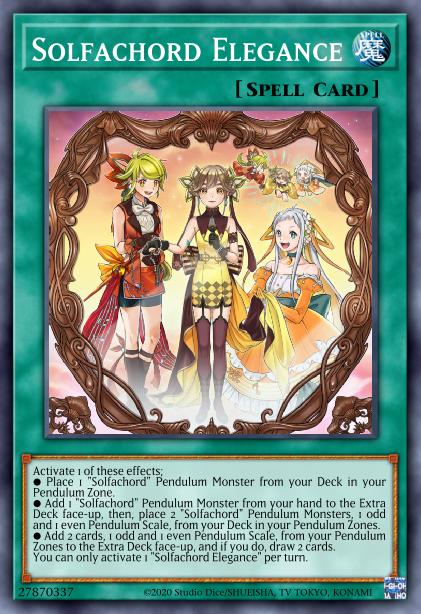 SOLFACHORD ELEGANCE
SPELL
魔
[ SPELL CARD ]
Activate 1 of these effects;
● Place 1 "Solfachord" Pendulum Monster from your Deck in your
Pendulum Zone.
● Add 1 "Solfachord" Pendulum Monster from your hand to the Extra
Deck face-up, then, place 2 "Solfachord" Pendulum Monsters, 1 odd
and 1 even Pendulum Scale, from your Deck in your Pendulum Zones.
● Add 2 cards, 1 odd and 1 even Pendulum Scale, from your Pendulum
Zones to the Extra Deck face-up, and if you do, draw 2 cards.
You can only activate 1 "Solfachord Elegance" per turn.
27870337
©2020 Studio Dice/SHUEISHA, TV TOKYO, KONAMI